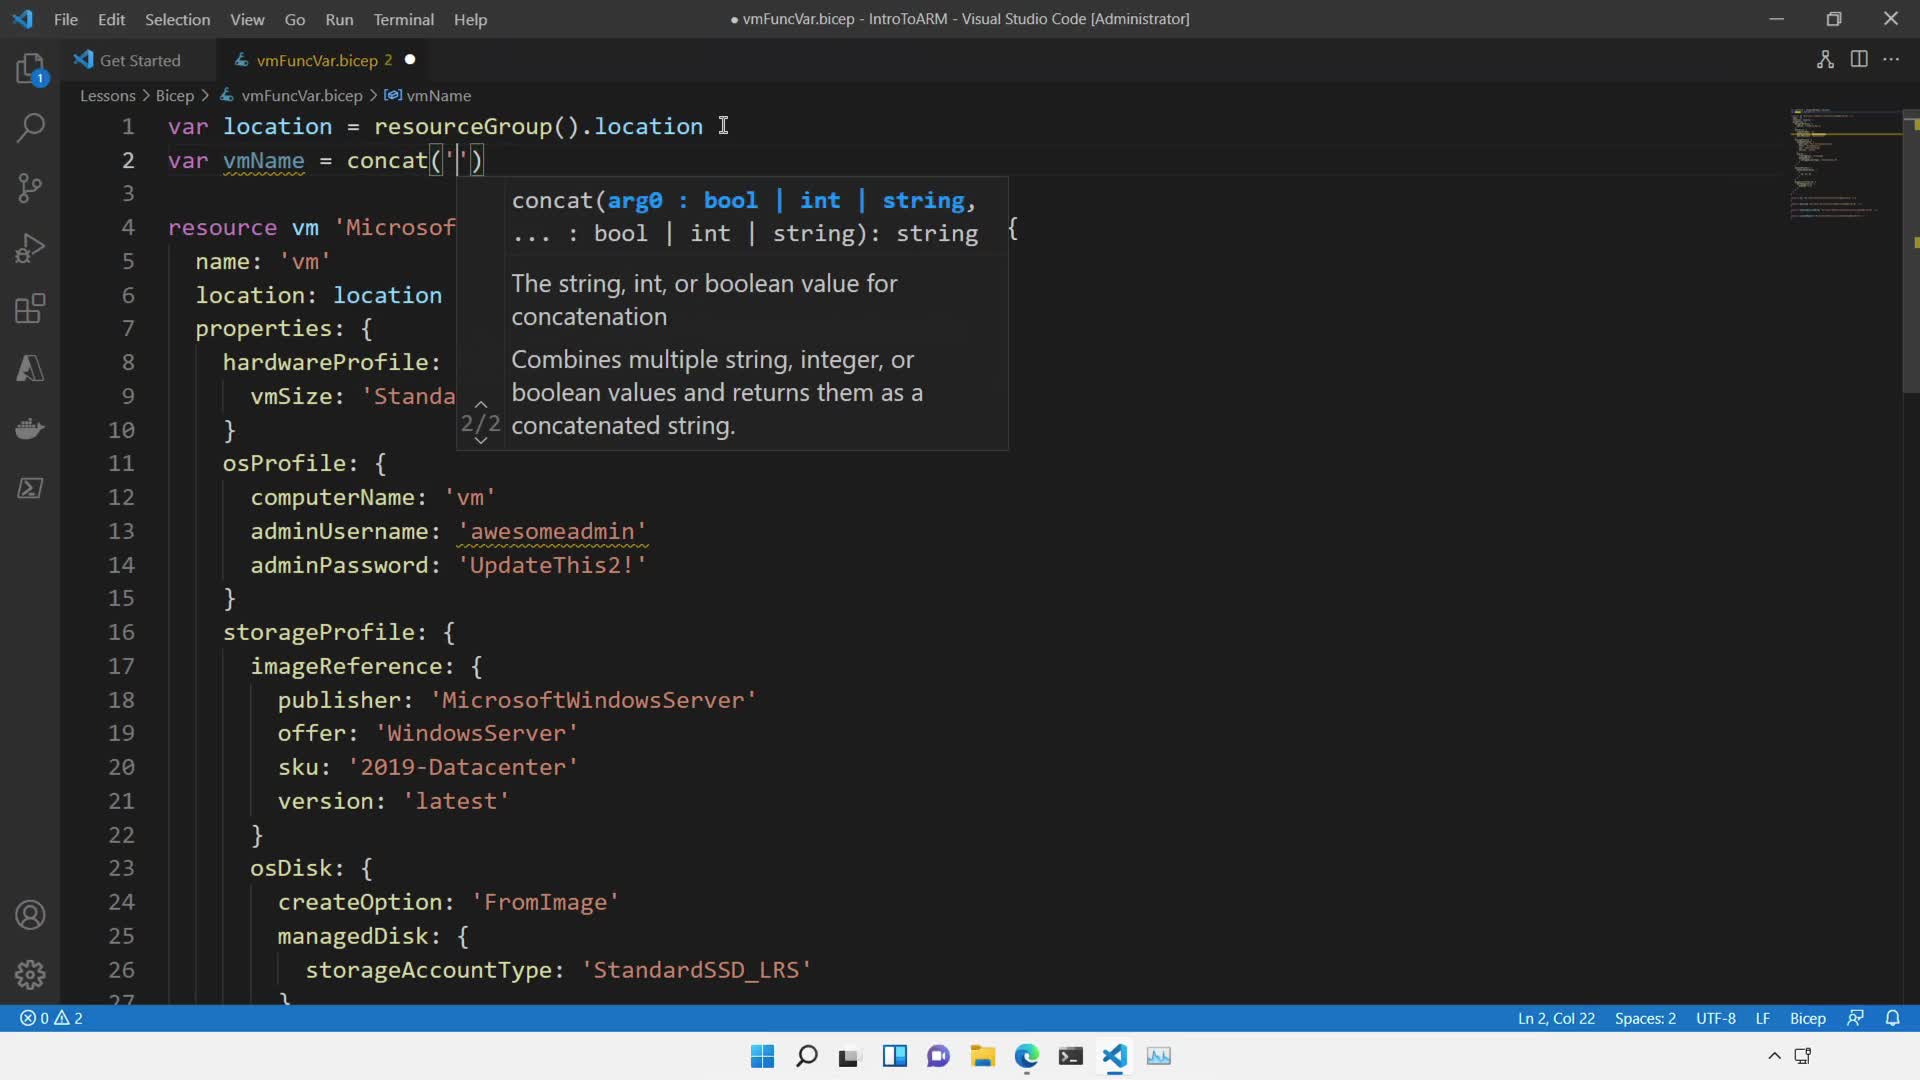 File Edit Selection View Go Run Terminal Help
● vmFuncVar.bicep - IntroToARM - Visual Studio Code [Administrator]
1
Get Started
vmFuncVar.bicep 2 ●
Lessons > Bicep > vmFuncVar.bicep > vmName
1 var location = resourceGroup().location
2 var vmName = concat('')
3
4 resource vm 'Microsof {
5 name: 'vm'
6 location: location
7 properties: {
8 hardwareProfile:
9 vmSize: 'Standa
10 }
11 osProfile: {
12 computerName: 'vm'
13 adminUsername: 'awesomeadmin'
14 adminPassword: 'UpdateThis2!'
15 }
16 storageProfile: {
17 imageReference: {
18 publisher: 'MicrosoftWindowsServer'
19 offer: 'WindowsServer'
20 sku: '2019-Datacenter'
21 version: 'latest'
22 }
23 osDisk: {
24 createOption: 'FromImage'
25 managedDisk: {
26 storageAccountType: 'StandardSSD_LRS'
27 }
concat(arg0 : bool | int | string,
... : bool | int | string): string
The string, int, or boolean value for
concatenation
Combines multiple string, integer, or
boolean values and returns them as a
concatenated string.
2/2
0 2
Ln 2, Col 22 Spaces: 2 UTF-8 LF Bicep